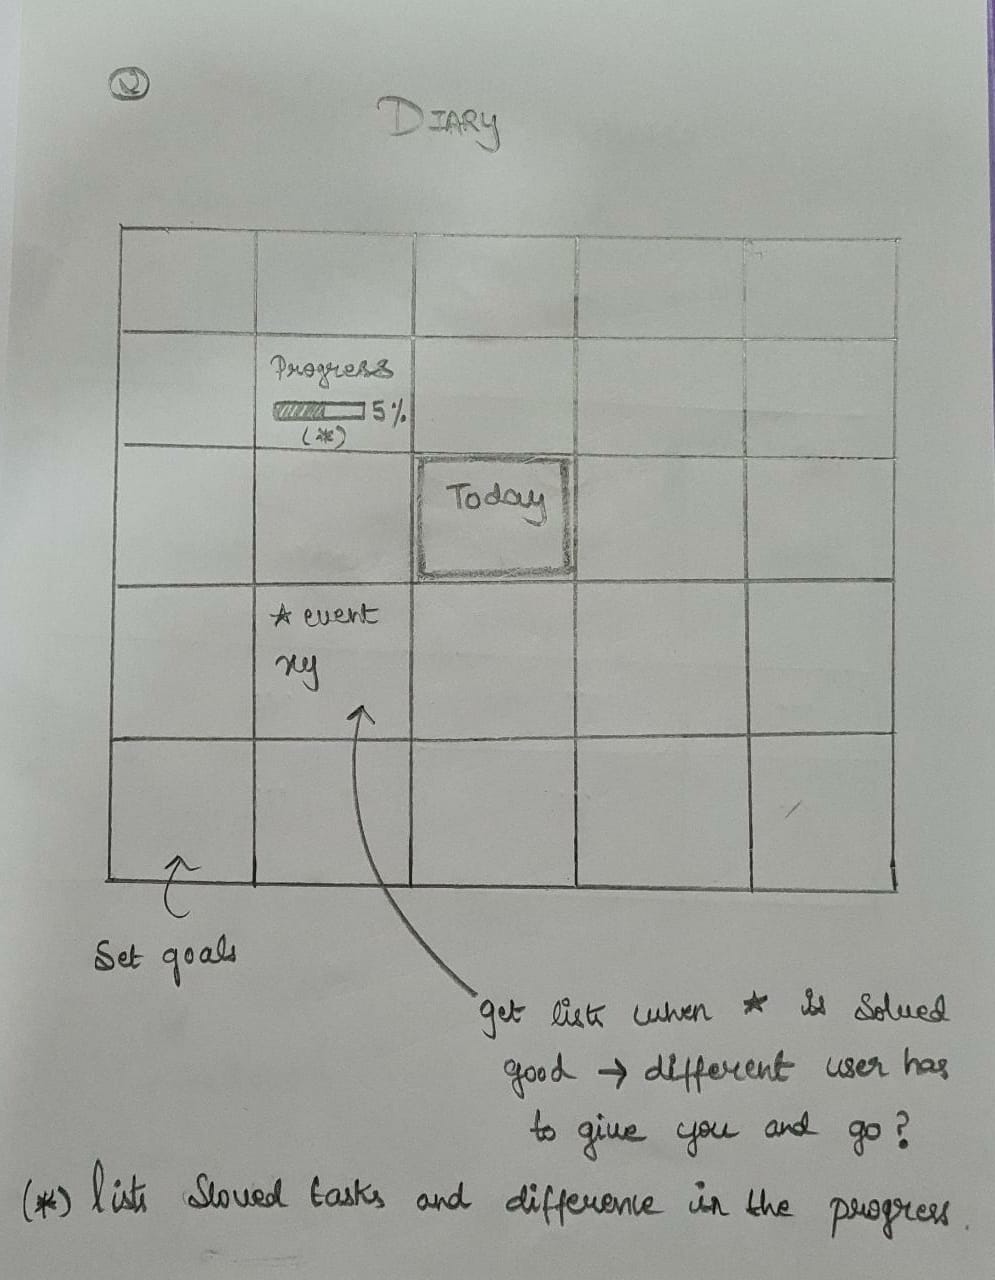 2
DIARY
Progress
5%
(*)
Today
★ event
xy
Set goals
get list when ★ is solved
good → different user has
to give you and go?
(*) list sloved tasks and difference in the progress.